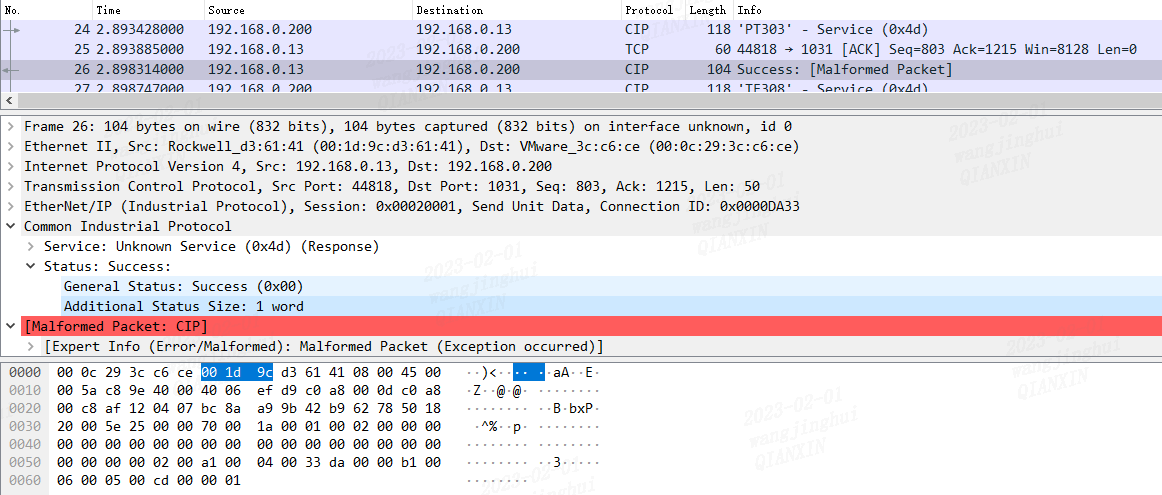 No. Time Source Destination Protocol Length Info
24 2.893428000 192.168.0.200 192.168.0.13 CIP 118 'PT303' - Service (0x4d)
25 2.893885000 192.168.0.13 192.168.0.200 TCP 60 44818 → 1031 [ACK] Seq=803 Ack=1215 Win=8128 Len=0
26 2.898314000 192.168.0.13 192.168.0.200 CIP 104 Success: [Malformed Packet]
27 2.898747000 192.168.0.200 192.168.0.13 CIP 118 'TE308' - Service (0x4d)
Frame 26: 104 bytes on wire (832 bits), 104 bytes captured (832 bits) on interface unknown, id 0
Ethernet II, Src: Rockwell_d3:61:41 (00:1d:9c:d3:61:41), Dst: VMware_3c:c6:ce (00:0c:29:3c:c6:ce)
Internet Protocol Version 4, Src: 192.168.0.13, Dst: 192.168.0.200
Transmission Control Protocol, Src Port: 44818, Dst Port: 1031, Seq: 803, Ack: 1215, Len: 50
EtherNet/IP (Industrial Protocol), Session: 0x00020001, Send Unit Data, Connection ID: 0x0000DA33
Common Industrial Protocol
Service: Unknown Service (0x4d) (Response)
Status: Success:
General Status: Success (0x00)
Additional Status Size: 1 word
[Malformed Packet: CIP]
[Expert Info (Error/Malformed): Malformed Packet (Exception occurred)]
0000 00 0c 29 3c c6 ce 00 1d 9c d3 61 41 08 00 45 00 ··)<·· ·· ·aA··E·
0010 00 5a c8 9e 40 00 40 06 ef d9 c0 a8 00 0d c0 a8 ·Z··@·@· ········
0020 00 c8 af 12 04 07 bc 8a a9 9b 42 b9 62 78 50 18 ········ ··B·bxP·
0030 20 00 5e 25 00 00 70 00 1a 00 01 00 02 00 00 00 ·^%··p· ········
0040 00 00 00 00 00 00 00 00 00 00 00 00 00 00 00 00 ········ ········
0050 00 00 00 00 02 00 a1 00 04 00 33 da 00 00 b1 00 ········ ··3·····
0060 06 00 05 00 cd 00 00 01 ········
2023-02-01
wangjinghui
QIANXIN